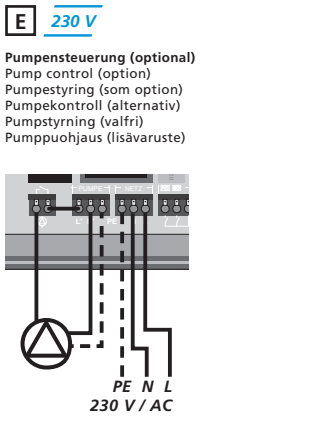 E 230 V
Pumpensteuerung (optional)
Pump control (option)
Pumpestyring (som option)
Pumpekontroll (alternativ)
Pumpstyrning (valfri)
Pumppuohjaus (lisävaruste)
PUMPE NETZ
L' PE
PE N L
230 V / AC